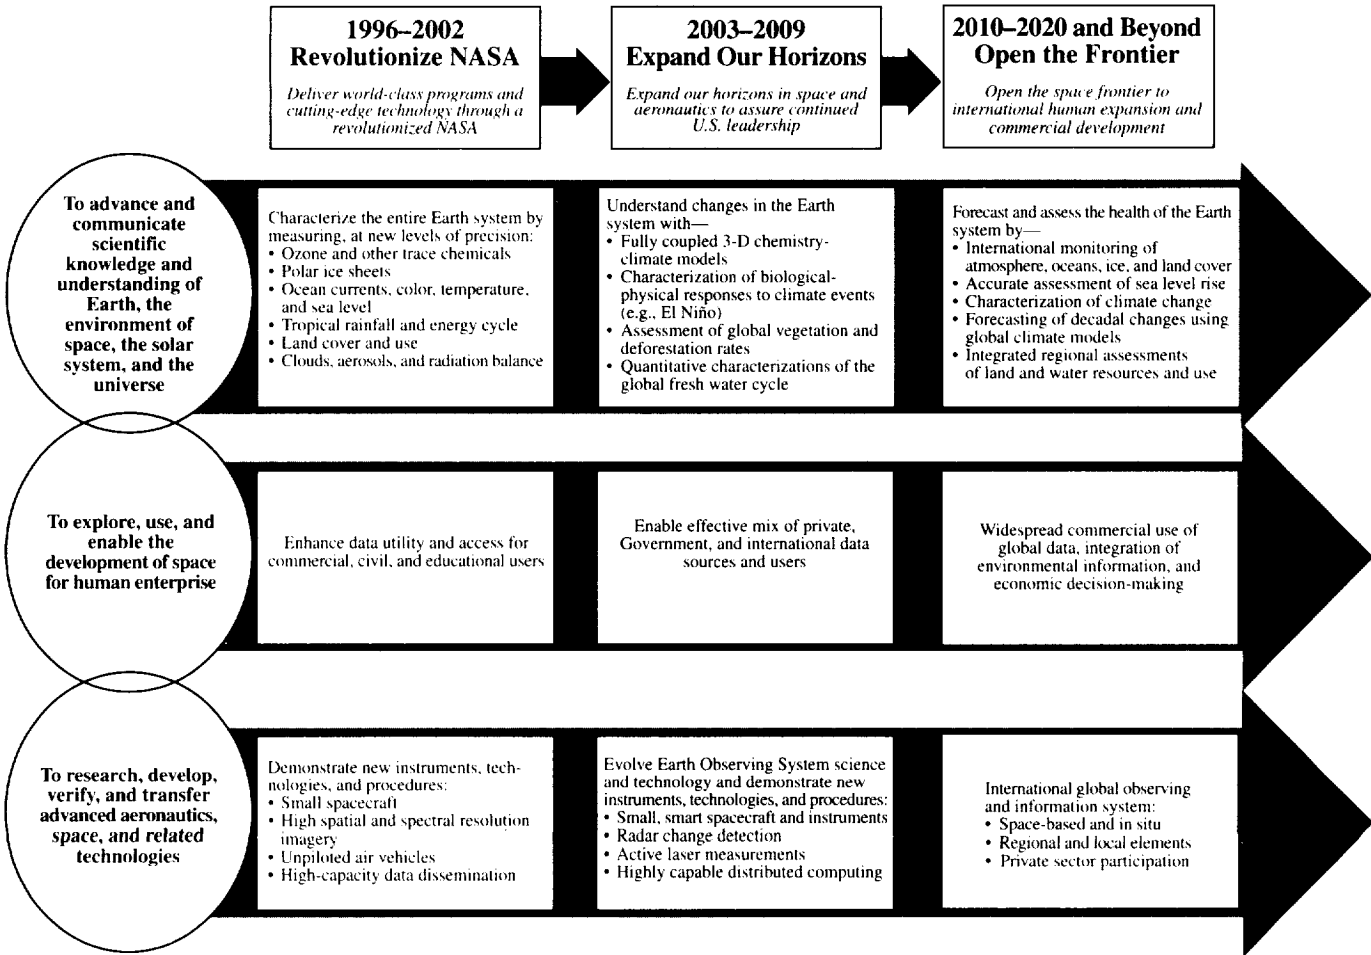 1996–2002
Revolutionize NASA
Deliver world-class programs and
cutting-edge technology through a
revolutionized NASA
2003–2009
Expand Our Horizons
Expand our horizons in space and
aeronautics to assure continued
U.S. leadership
2010–2020 and Beyond
Open the Frontier
Open the space frontier to
international human expansion and
commercial development
To advance and
communicate
scientific
knowledge and
understanding of
Earth, the
environment of
space, the solar
system, and the
universe
Characterize the entire Earth system by
measuring, at new levels of precision:
• Ozone and other trace chemicals
• Polar ice sheets
• Ocean currents, color, temperature,
and sea level
• Tropical rainfall and energy cycle
• Land cover and use
• Clouds, aerosols, and radiation balance
Understand changes in the Earth
system with—
• Fully coupled 3-D chemistry-
climate models
• Characterization of biological-
physical responses to climate events
(e.g., El Niño)
• Assessment of global vegetation and
deforestation rates
• Quantitative characterizations of the
global fresh water cycle
Forecast and assess the health of the Earth
system by—
• International monitoring of
atmosphere, oceans, ice, and land cover
• Accurate assessment of sea level rise
• Characterization of climate change
• Forecasting of decadal changes using
global climate models
• Integrated regional assessments
of land and water resources and use
To explore, use, and
enable the
development of space
for human enterprise
Enhance data utility and access for
commercial, civil, and educational users
Enable effective mix of private,
Government, and international data
sources and users
Widespread commercial use of
global data, integration of
environmental information, and
economic decision-making
To research, develop,
verify, and transfer
advanced aeronautics,
space, and related
technologies
Demonstrate new instruments, tech-
nologies, and procedures:
• Small spacecraft
• High spatial and spectral resolution
imagery
• Unpiloted air vehicles
• High-capacity data dissemination
Evolve Earth Observing System science
and technology and demonstrate new
instruments, technologies, and procedures:
• Small, smart spacecraft and instruments
• Radar change detection
• Active laser measurements
• Highly capable distributed computing
International global observing
and information system:
• Space-based and in situ
• Regional and local elements
• Private sector participation